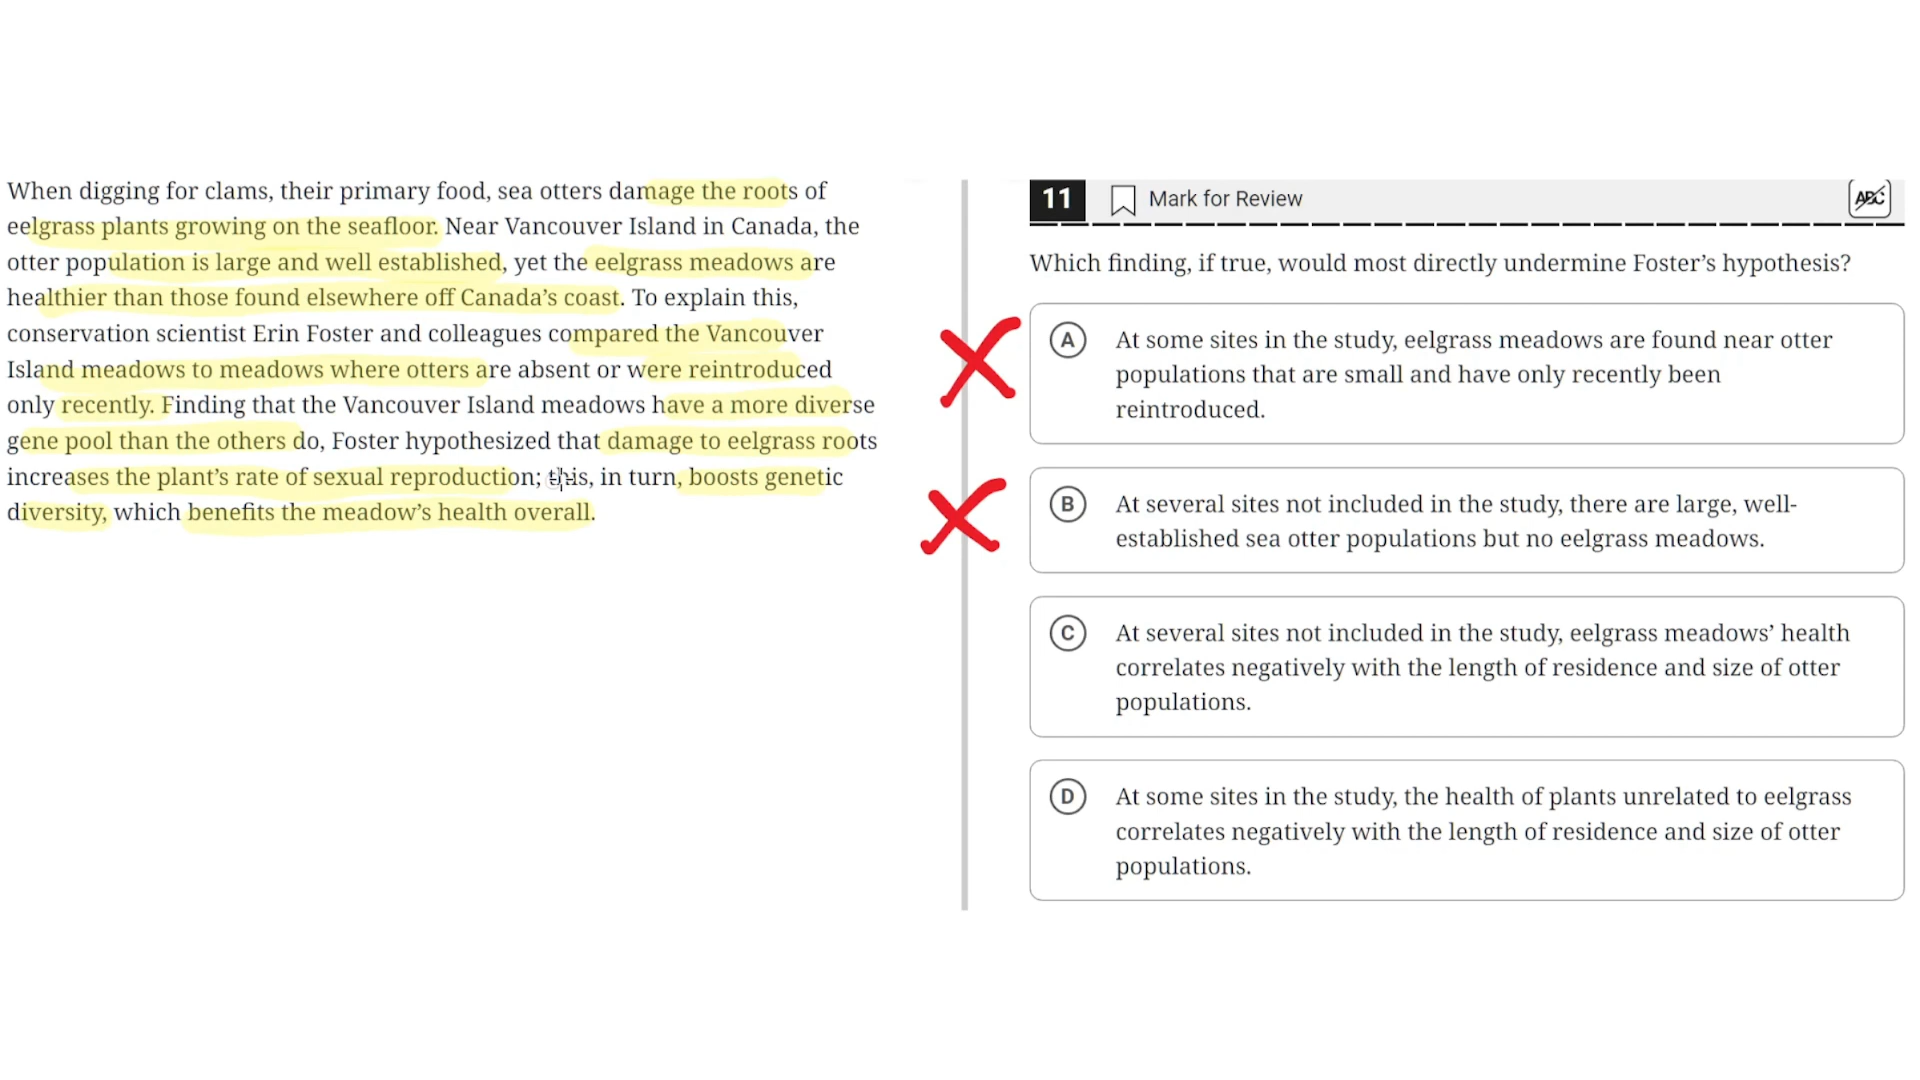 When digging for clams, their primary food, sea otters damage the roots of
eelgrass plants growing on the seafloor. Near Vancouver Island in Canada, the
otter population is large and well established, yet the eelgrass meadows are
healthier than those found elsewhere off Canada’s coast. To explain this,
conservation scientist Erin Foster and colleagues compared the Vancouver
Island meadows to meadows where otters are absent or were reintroduced
only recently. Finding that the Vancouver Island meadows have a more diverse
gene pool than the others do, Foster hypothesized that damage to eelgrass roots
increases the plant’s rate of sexual reproduction; this, in turn, boosts genetic
diversity, which benefits the meadow’s health overall.
11 Mark for Review ABC
Which finding, if true, would most directly undermine Foster’s hypothesis?
A At some sites in the study, eelgrass meadows are found near otter
populations that are small and have only recently been
reintroduced.
B At several sites not included in the study, there are large, well-
established sea otter populations but no eelgrass meadows.
C At several sites not included in the study, eelgrass meadows’ health
correlates negatively with the length of residence and size of otter
populations.
D At some sites in the study, the health of plants unrelated to eelgrass
correlates negatively with the length of residence and size of otter
populations.